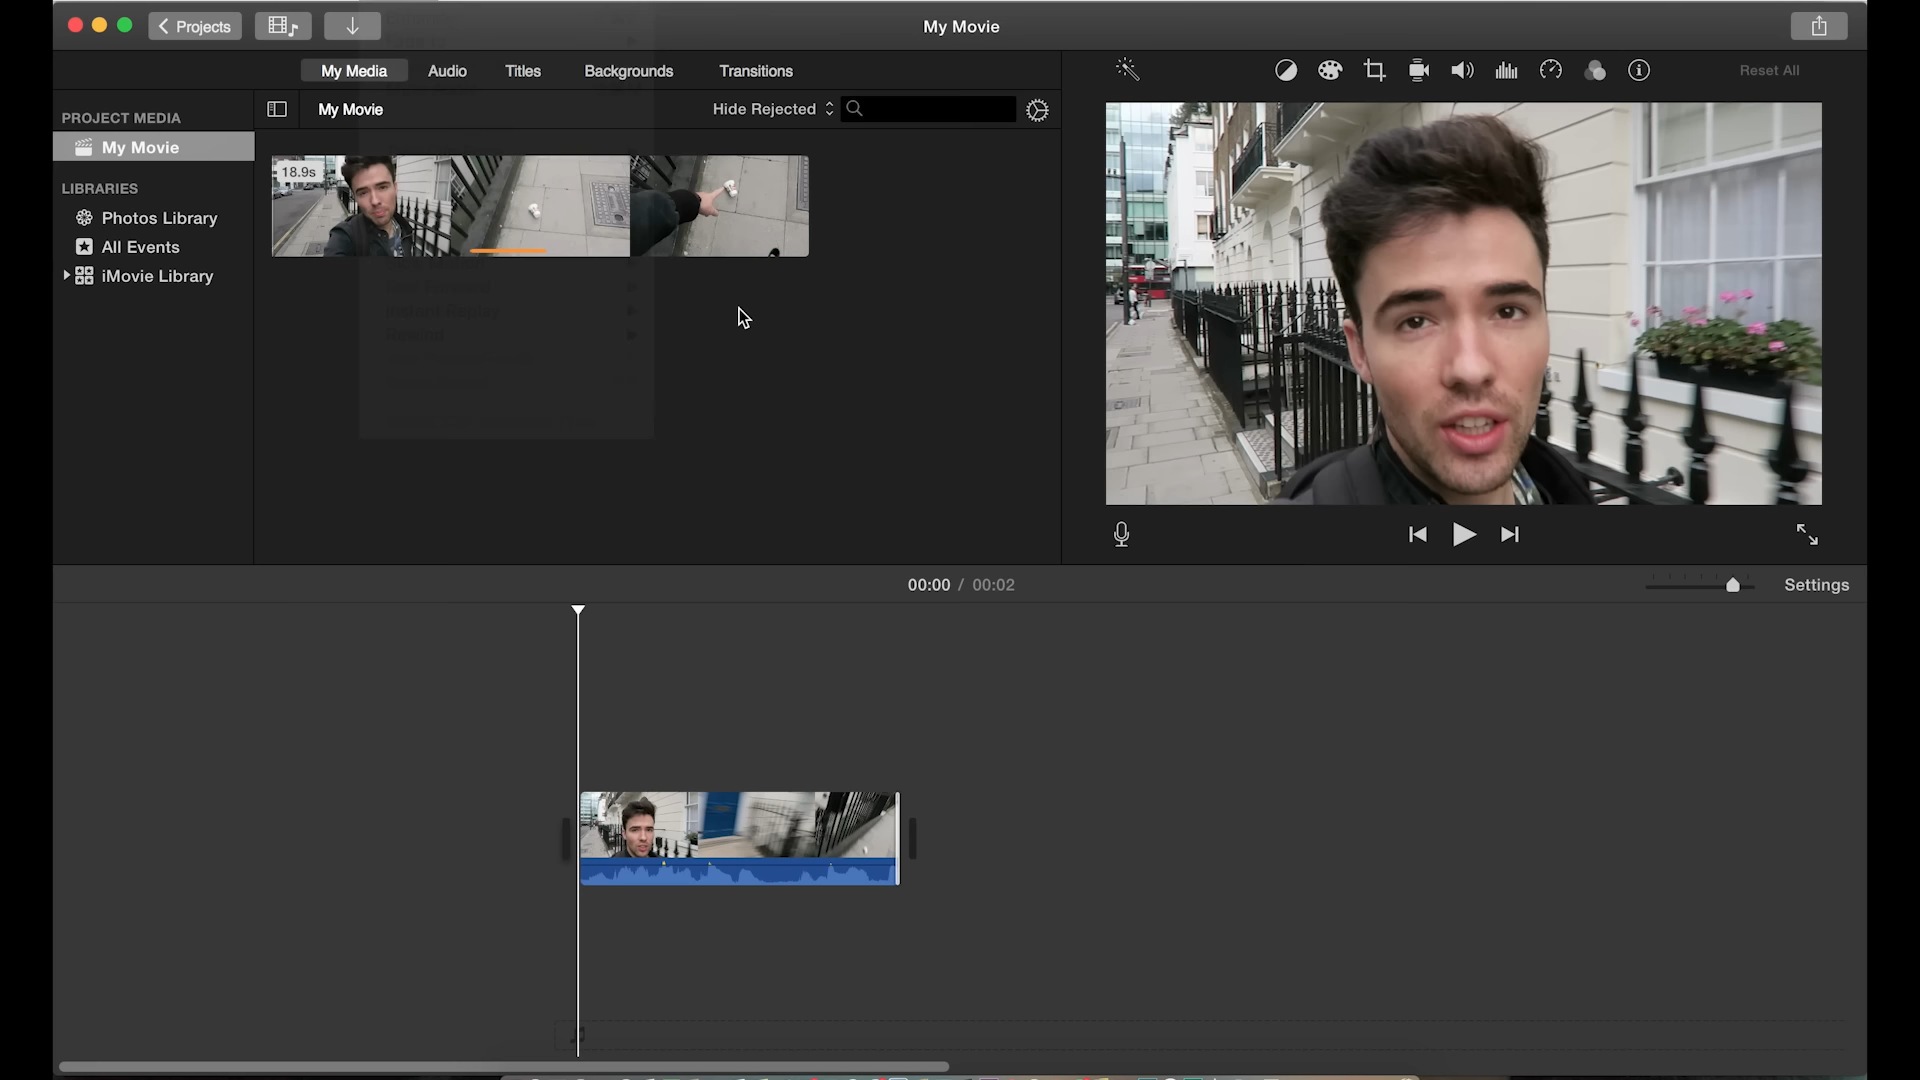 Projects
My Movie
My Media
Audio
Titles
Backgrounds
Transitions
Reset All
PROJECT MEDIA
My Movie
Hide Rejected
My Movie
18.9s
LIBRARIES
Photos Library
All Events
iMovie Library
00:00 / 00:02
Settings